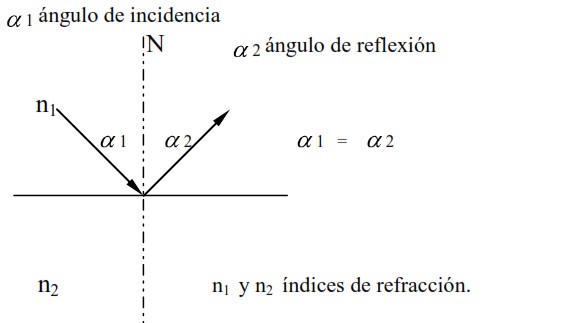 α1 ángulo de incidencia
N
α2 ángulo de reflexión
n₁
α1
α2
α1 = α2
n₂
n₁ y n₂ índices de refracción.